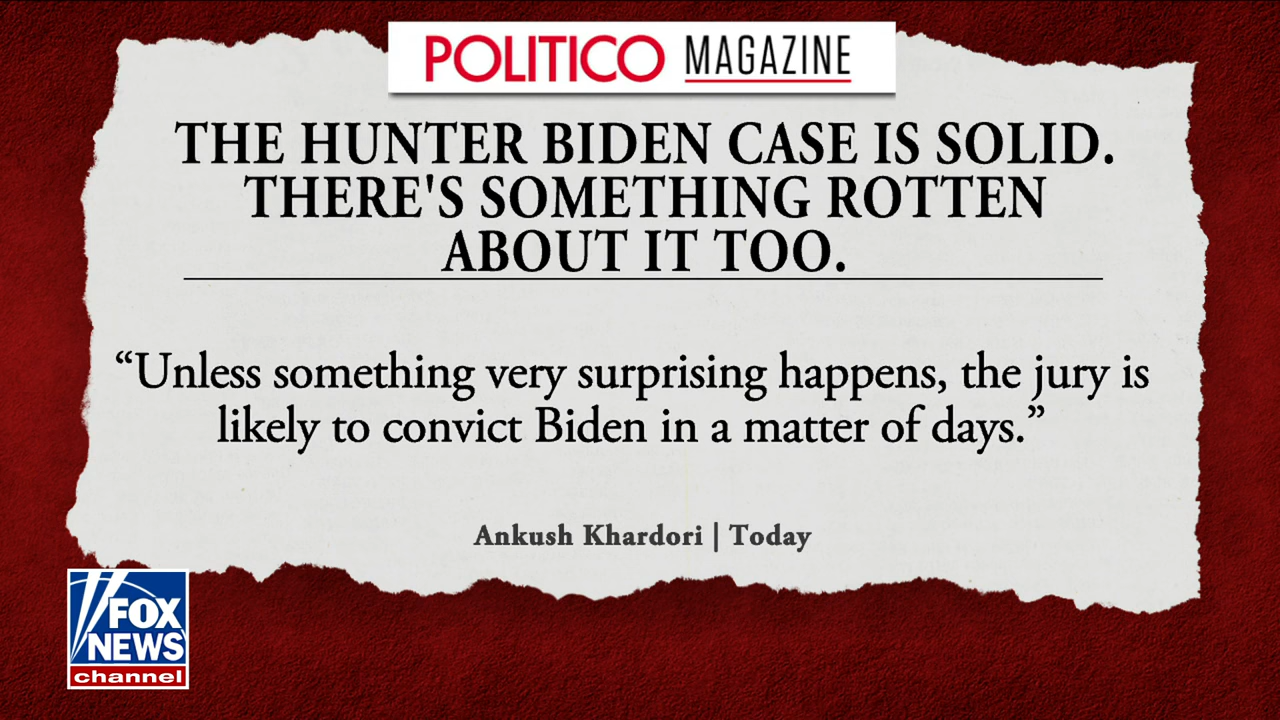 POLITICO MAGAZINE
THE HUNTER BIDEN CASE IS SOLID.
THERE'S SOMETHING ROTTEN
ABOUT IT TOO.
“Unless something very surprising happens, the jury is
likely to convict Biden in a matter of days.”
Ankush Khardori | Today
FOX
NEWS
channel